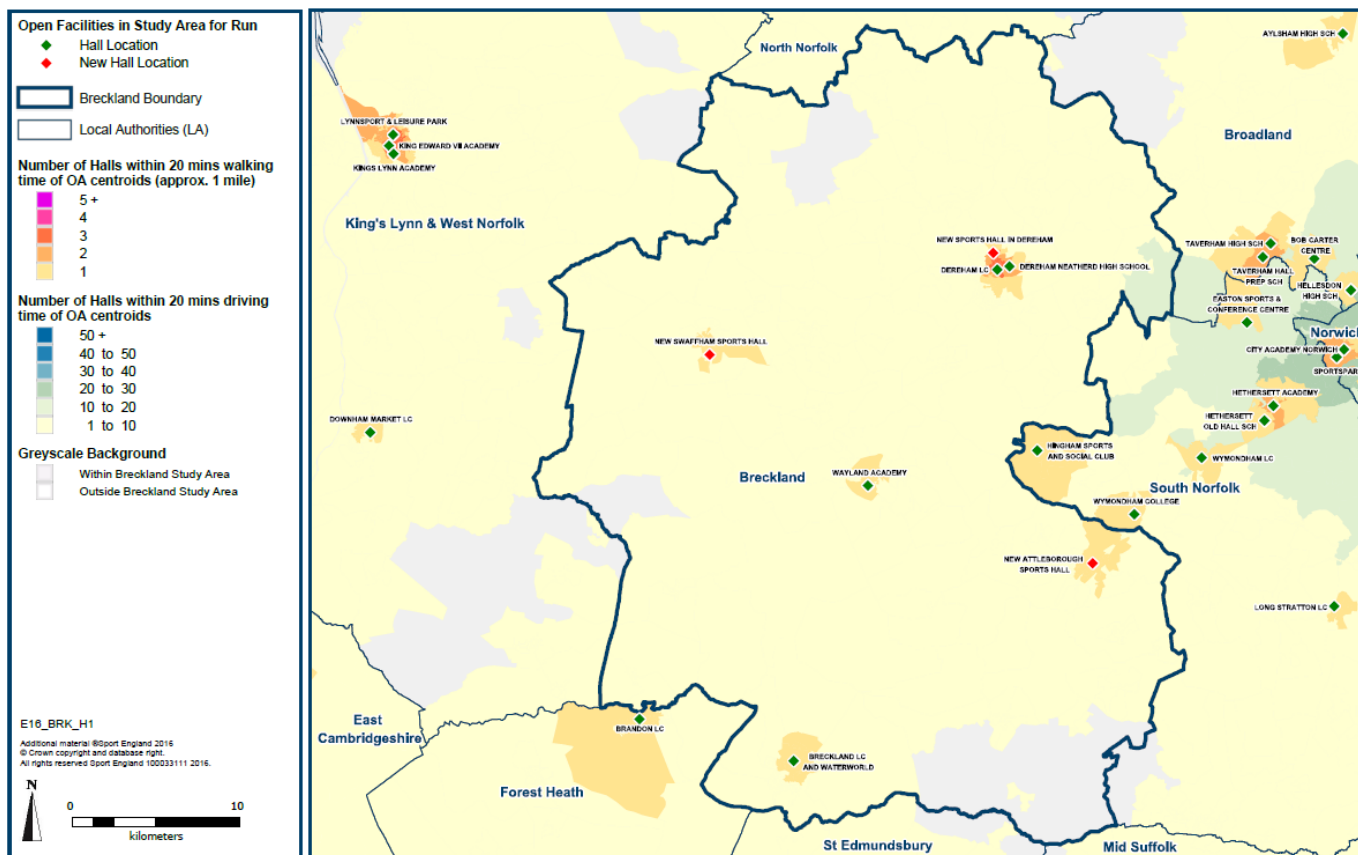 Open Facilities in Study Area for Run
Hall Location
New Hall Location
Breckland Boundary
Local Authorities (LA)
Number of Halls within 20 mins walking
time of OA centroids (approx. 1 mile)
5 +
4
3
2
1
Number of Halls within 20 mins driving
time of OA centroids
50 +
40 to 50
30 to 40
20 to 30
10 to 20
1 to 10
Greyscale Background
Within Breckland Study Area
Outside Breckland Study Area
E16_BRK_H1
Additional material ©Sport England 2016
© Crown copyright and database right.
All rights reserved Sport England 100033111 2016.
N
0 10
kilometers
North Norfolk
AYLSHAM HIGH SCH
LYNNSPORT & LEISURE PARK
KING EDWARD VII ACADEMY
KINGS LYNN ACADEMY
Broadland
King's Lynn & West Norfolk
NEW SPORTS HALL IN DEREHAM
DEREHAM LC
DEREHAM NEATHERD HIGH SCHOOL
TAVERHAM HIGH SCH
BOB CARTER
CENTRE
TAVERHAM HALL
PREP SCH
HELLESDON
HIGH SCH
EASTON SPORTS &
CONFERENCE CENTRE
Norwich
NEW SWAFFHAM SPORTS HALL
CITY ACADEMY NORWICH
SPORTSPAR
HETHERSETT ACADEMY
HETHERSETT
OLD HALL SCH
DOWNHAM MARKET LC
HINGHAM SPORTS
AND SOCIAL CLUB
WYMONDHAM LC
Breckland
WAYLAND ACADEMY
South Norfolk
WYMONDHAM COLLEGE
NEW ATTLEBOROUGH
SPORTS HALL
LONG STRATTON LC
East
Cambridgeshire
BRANDON LC
BRECKLAND LC
AND WATERWORLD
Forest Heath
St Edmundsbury
Mid Suffolk